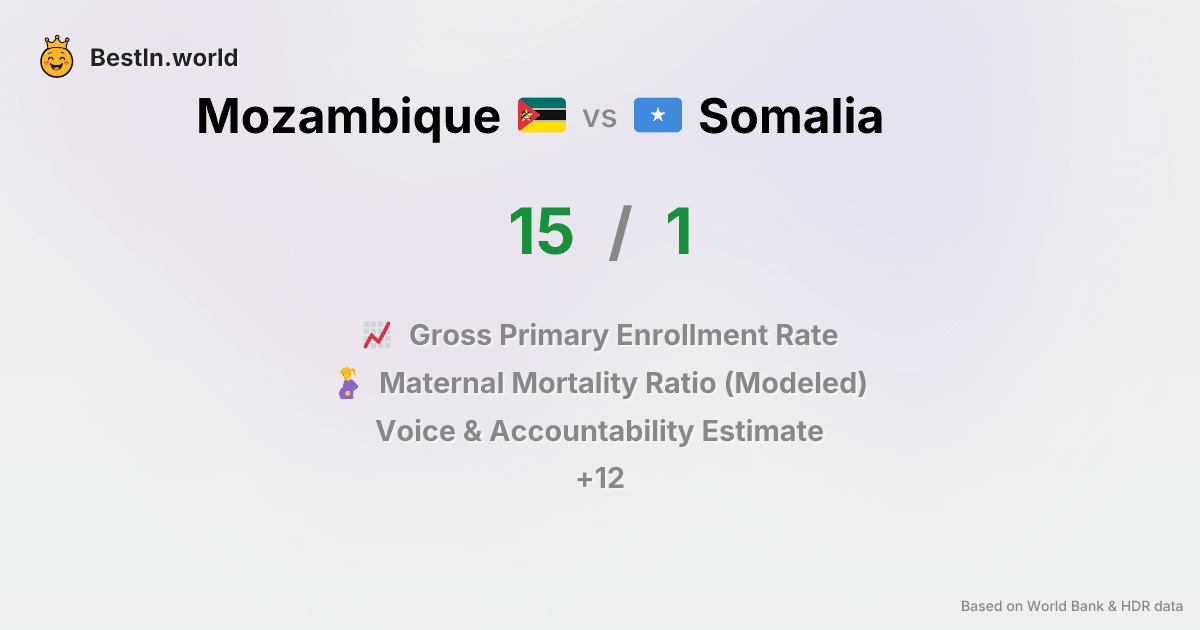 BestIn.world
Mozambique vs Somalia
15 / 1
Gross Primary Enrollment Rate
Maternal Mortality Ratio (Modeled)
Voice & Accountability Estimate
+12
Based on World Bank & HDR data